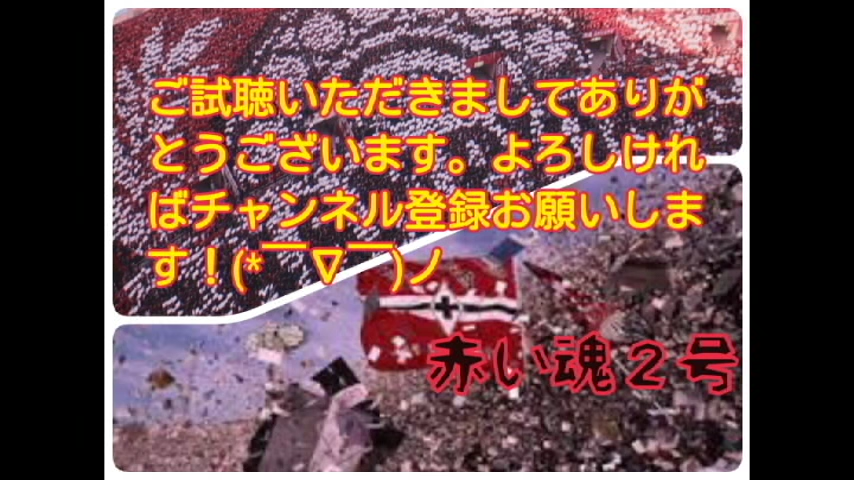 ご試聴いただきましてありが
とうございます。よろしけれ
ばチャンネル登録お願いしま
す！(*￣∇￣)ノ
赤い魂２号